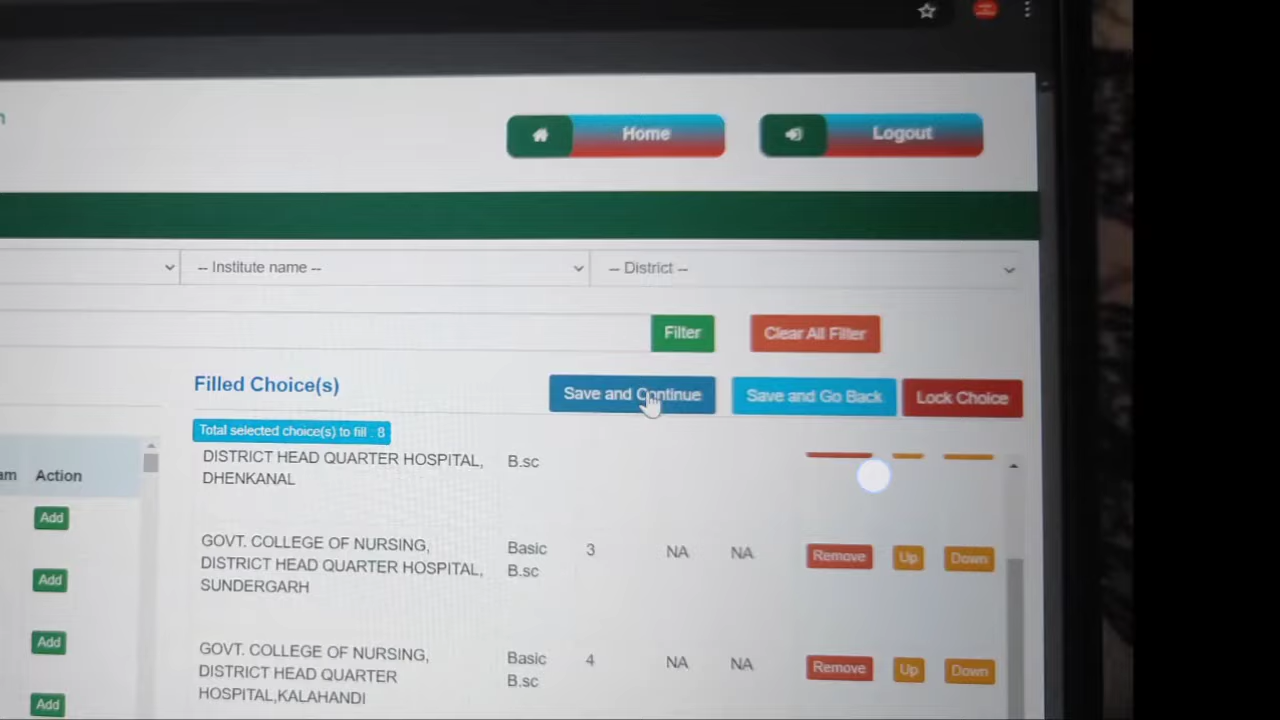 Home
Logout
-- Institute name --
-- District --
Filter
Clear All Filter
Filled Choice(s)
Save and Continue
Save and Go Back
Lock Choice
Total selected choice(s) to fill : 8
Action
Add
Add
Add
Add
DISTRICT HEAD QUARTER HOSPITAL,
DHENKANAL
B.sc
GOVT. COLLEGE OF NURSING,
DISTRICT HEAD QUARTER HOSPITAL,
SUNDERGARH
Basic
B.sc
3
NA
NA
Remove
Up
Down
GOVT. COLLEGE OF NURSING,
DISTRICT HEAD QUARTER
HOSPITAL,KALAHANDI
Basic
B.sc
4
NA
NA
Remove
Up
Down